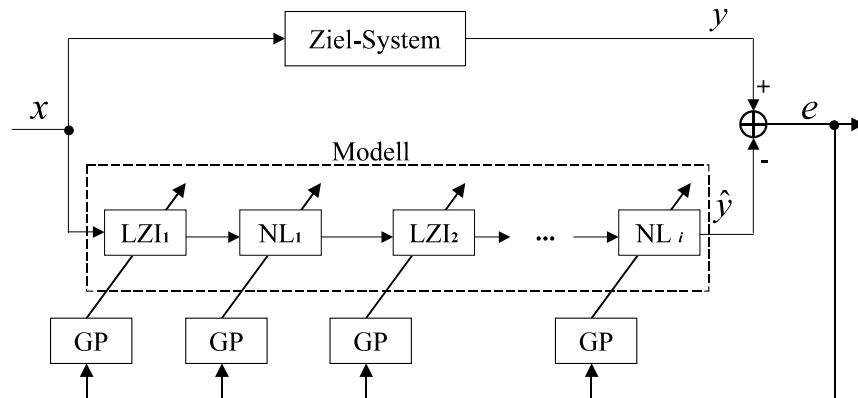 y
Ziel-System
x
+
e
Modell
-
ŷ
LZI₁ NL₁ LZI₂ ... NL i
GP GP GP GP